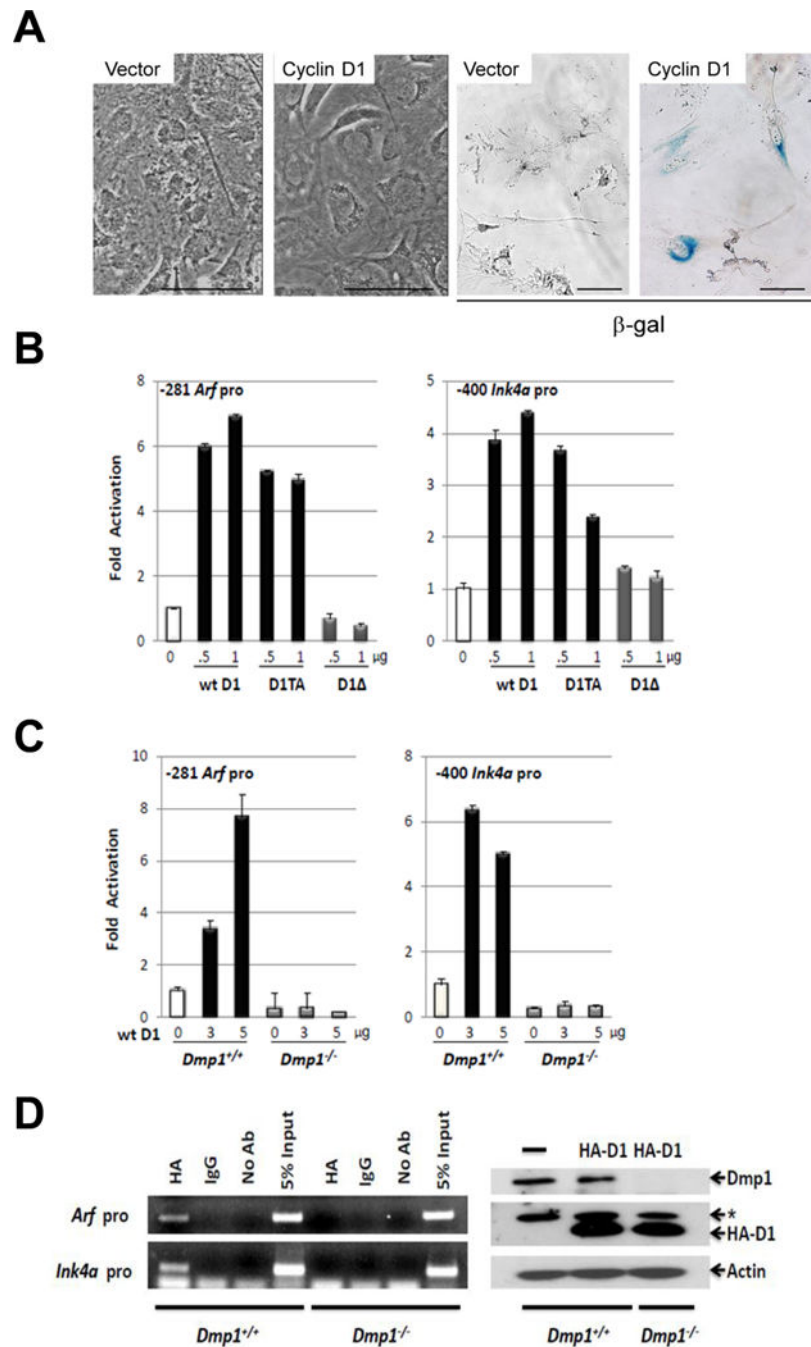 A
Vector
Cyclin D1
Vector
Cyclin D1
β-gal
B
-281 Arf pro
-400 Ink4a pro
Fold Activation
8
6
4
2
0
5
4
3
2
1
0
0 .5 1 .5 1 .5 1 µg
wt D1 D1TA D1Δ
0 .5 1 .5 1 .5 1
wt D1 D1TA D1Δ
C
-281 Arf pro
-400 Ink4a pro
Fold Activation
10
8
6
4
2
0
8
6
4
2
0
wt D1 0 3 5 0 3 5 µg
Dmp1+/+ Dmp1-/-
0 3 5 0 3 5 µg
Dmp1+/+ Dmp1-/-
D
HA IgG No Ab 5% Input HA IgG No Ab 5% Input
Arf pro
Ink4a pro
Dmp1+/+ Dmp1-/-
– HA-D1 HA-D1
Dmp1
*
HA-D1
Actin
Dmp1+/+ Dmp1-/-